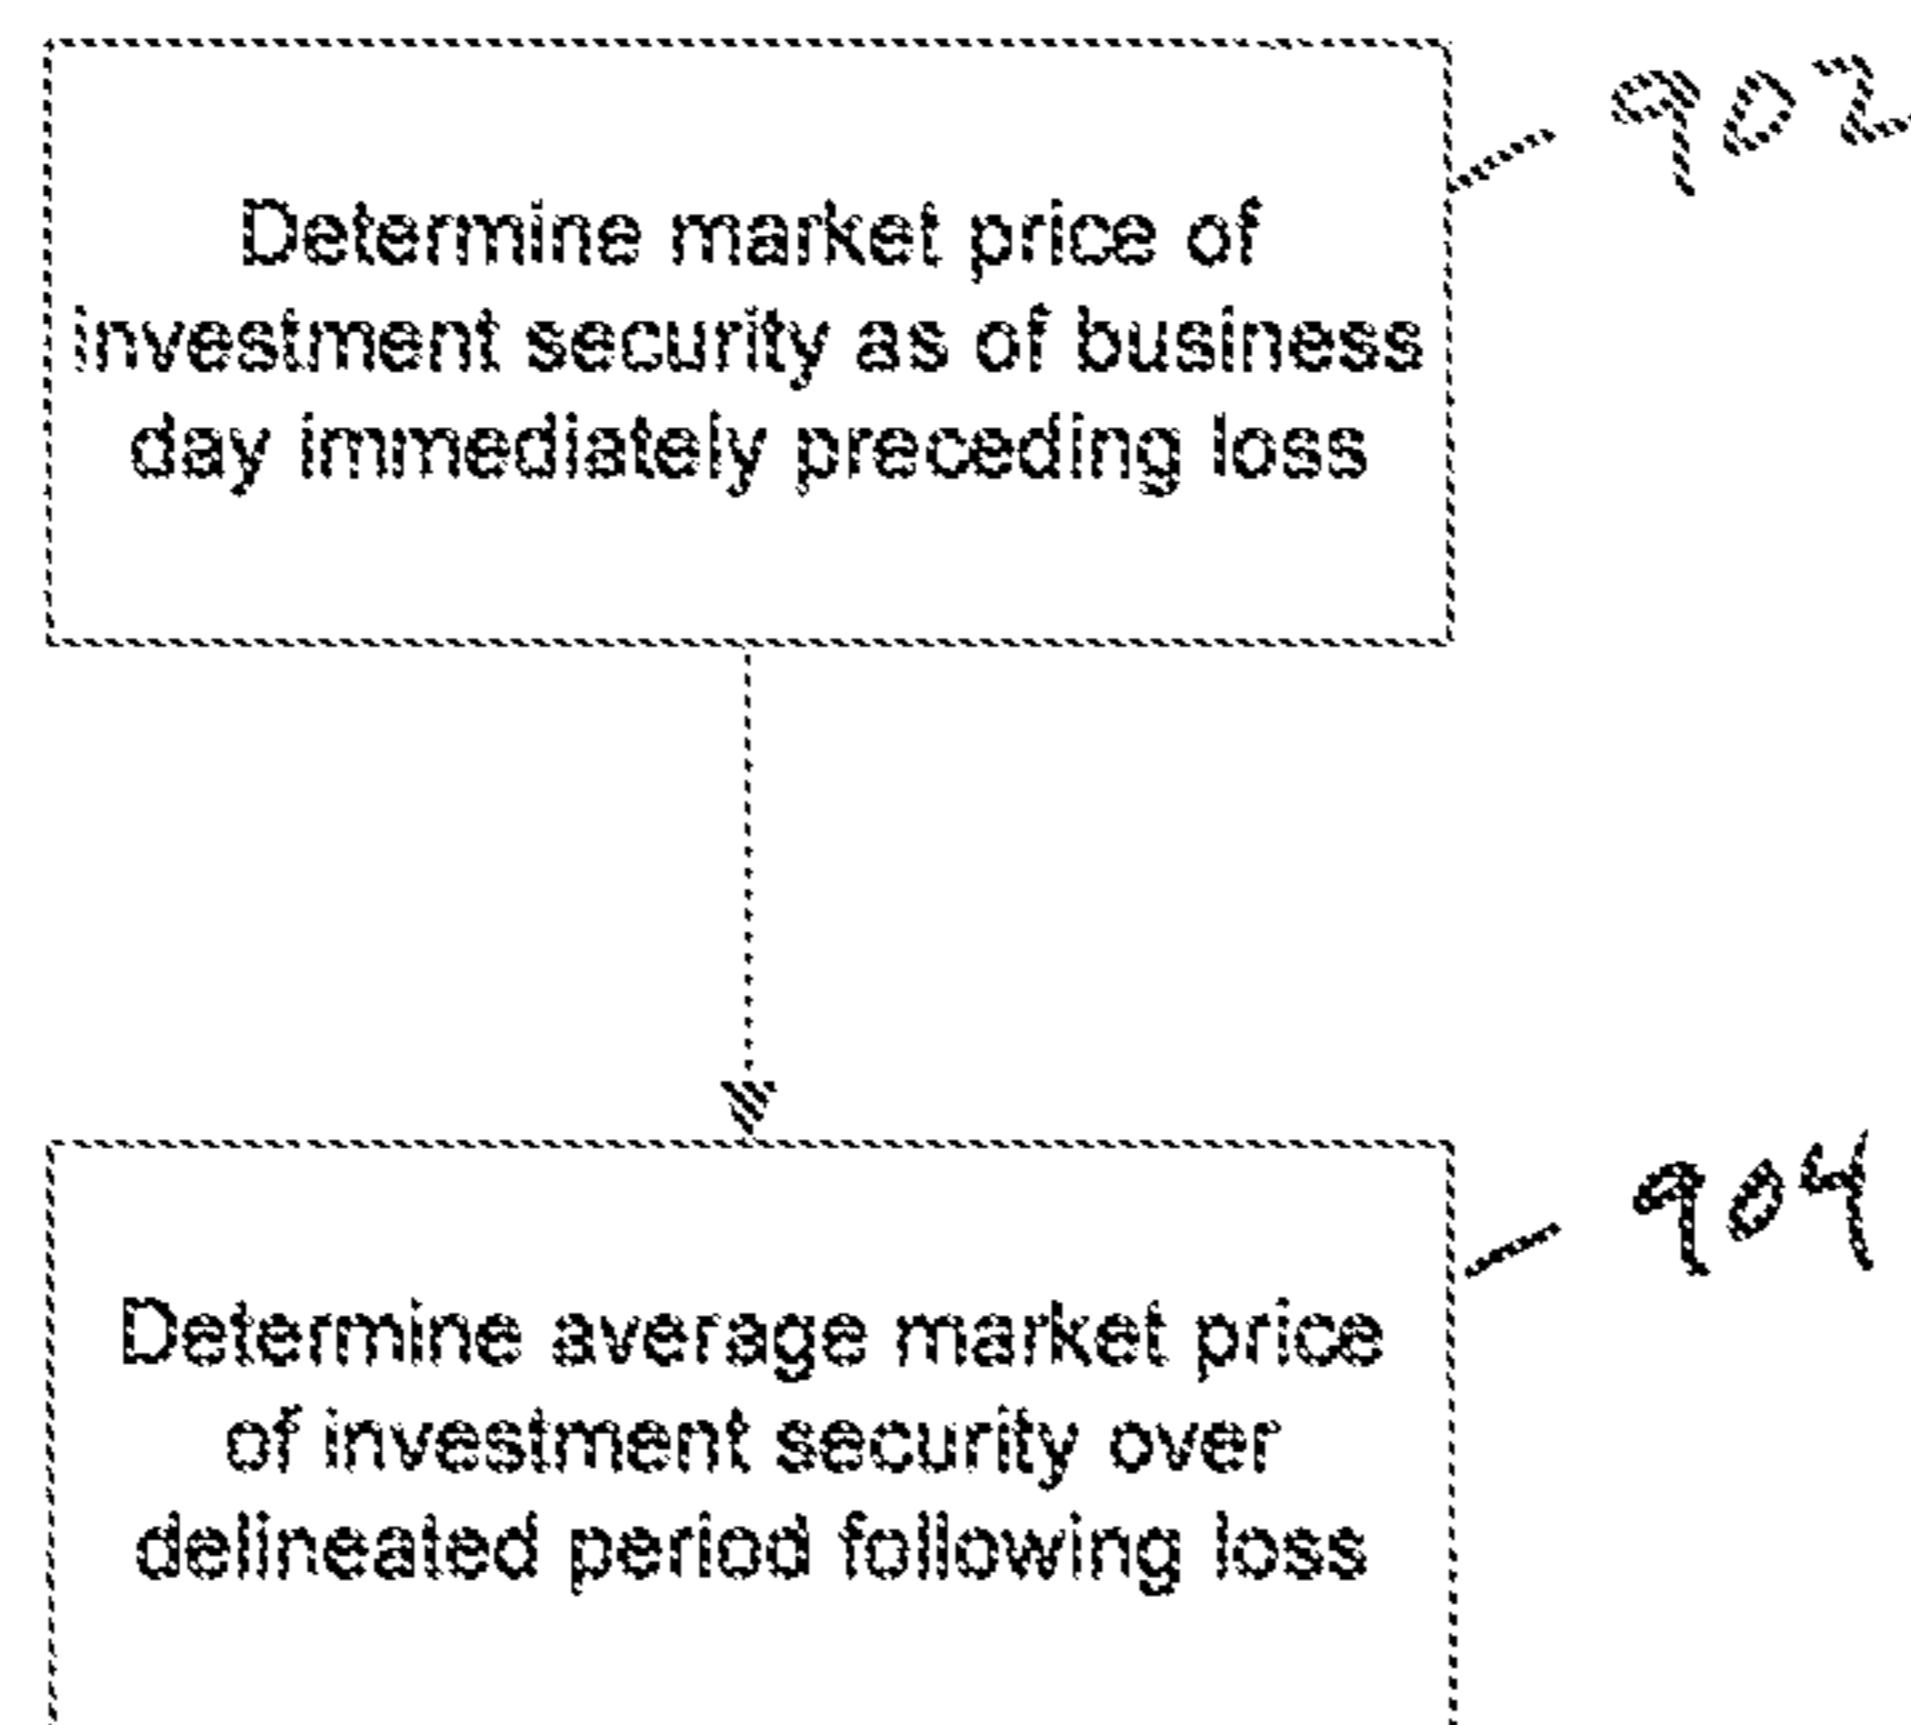 902
Determine market price of
investment security as of business
day immediately preceding loss
904
Determine average market price
of investment security over
delineated period following loss